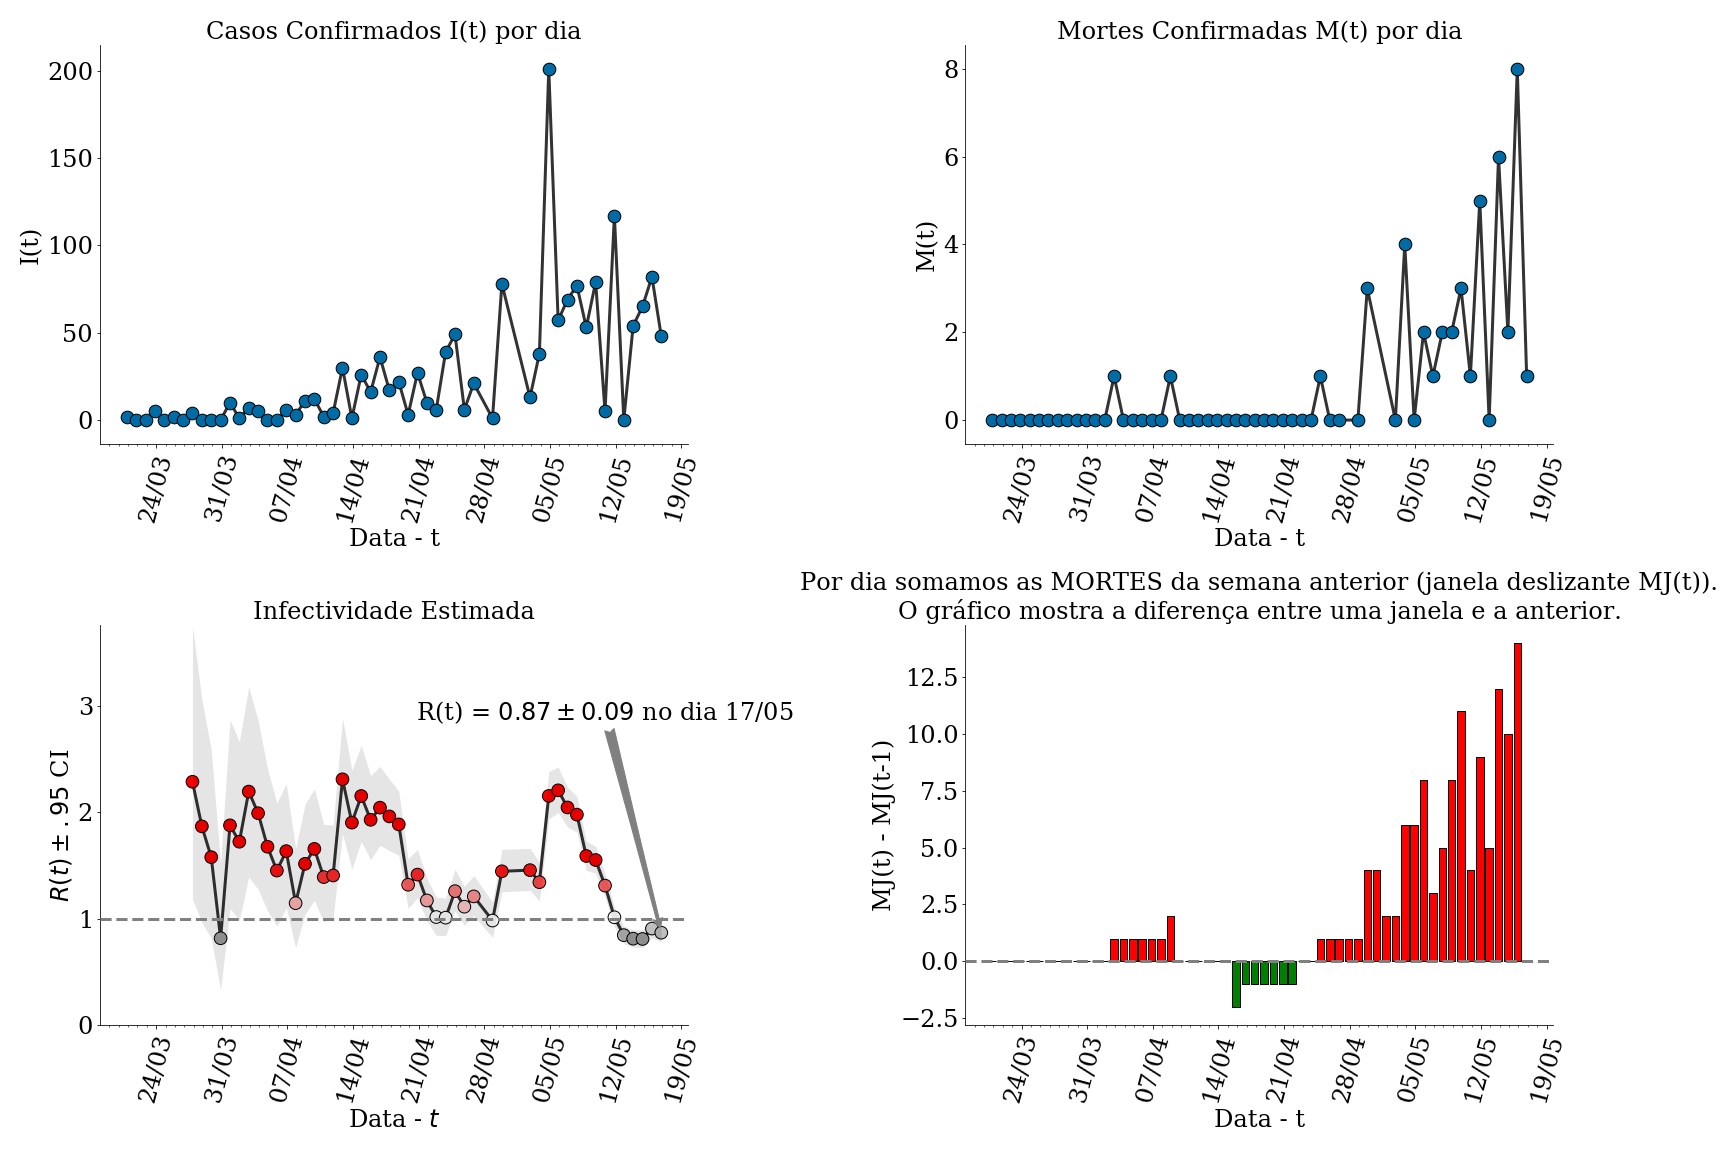 Casos Confirmados I(t) por dia
I(t)
200
150
100
50
0
24/03 31/03 07/04 14/04 21/04 28/04 05/05 12/05 19/05
Data - t
Mortes Confirmadas M(t) por dia
M(t)
8
6
4
2
0
24/03 31/03 07/04 14/04 21/04 28/04 05/05 12/05 19/05
Data - t
Infectividade Estimada
R(t) = 0.87 ± 0.09 no dia 17/05
R(t) ± .95 CI
3
2
1
0
24/03 31/03 07/04 14/04 21/04 28/04 05/05 12/05 19/05
Data - t
Por dia somamos as MORTES da semana anterior (janela deslizante MJ(t)).
O gráfico mostra a diferença entre uma janela e a anterior.
MJ(t) - MJ(t-1)
12.5
10.0
7.5
5.0
2.5
0.0
−2.5
24/03 31/03 07/04 14/04 21/04 28/04 05/05 12/05 19/05
Data - t